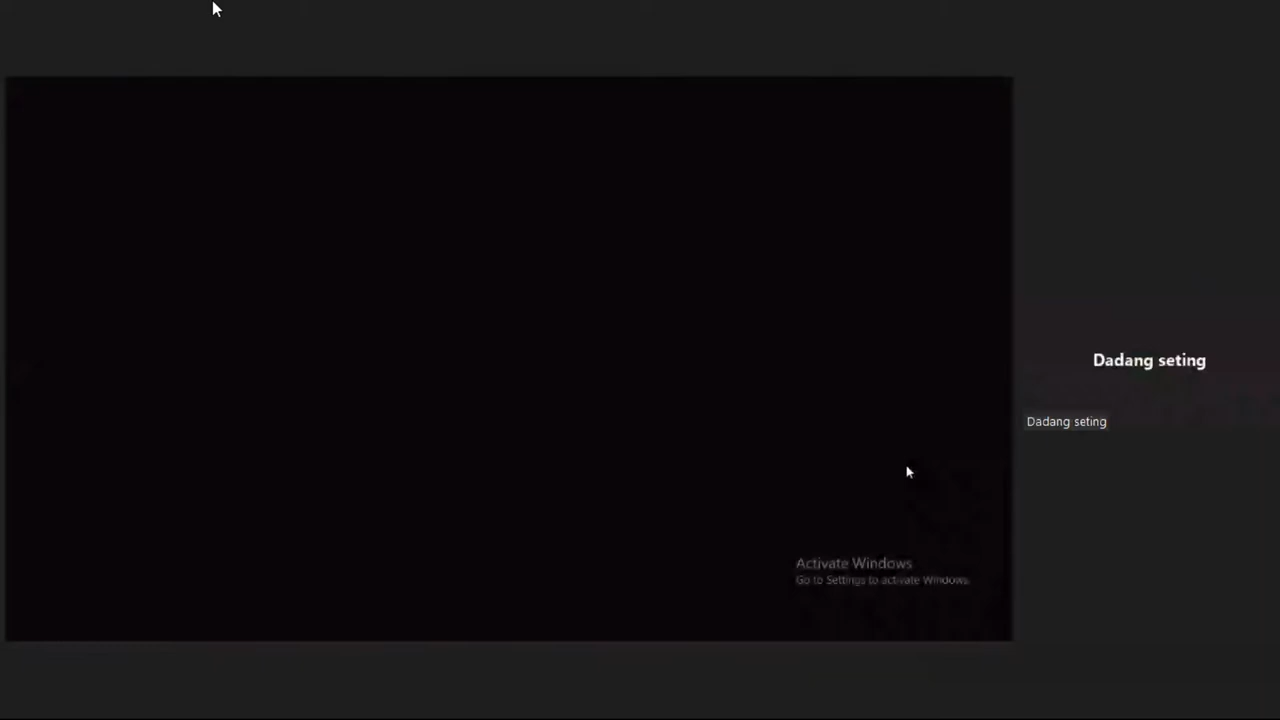 Dadang seting
Dadang seting
Activate Windows
Go to Settings to activate Windows.